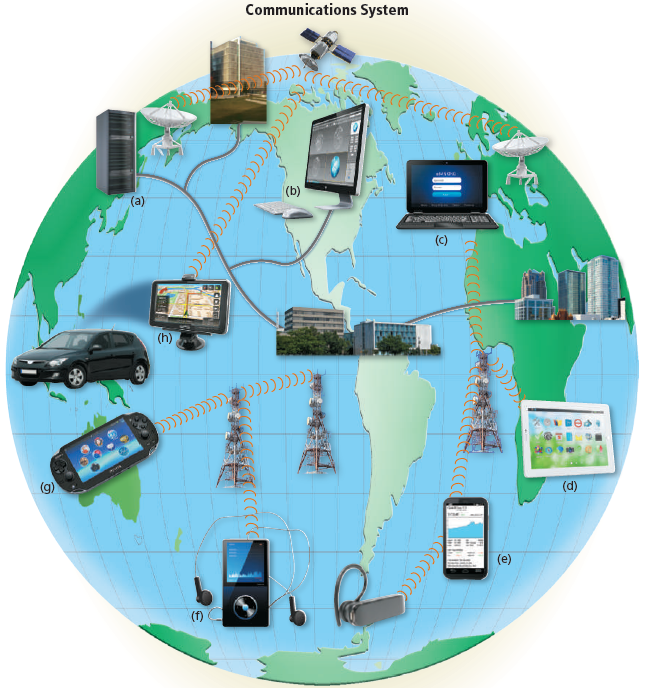 Communications System
(a)
(b)
(c)
(h)
(g)
(d)
(e)
(f)